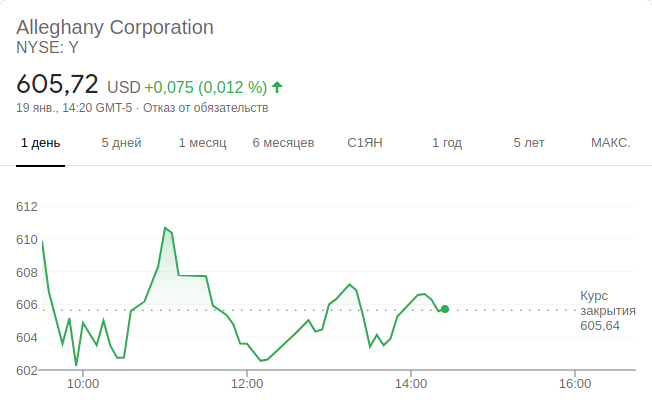 Alleghany Corporation
NYSE: Y
605,72 USD +0,075 (0,012 %)
19 янв., 14:20 GMT-5 · Отказ от обязательств
1 день 5 дней 1 месяц 6 месяцев С1ЯН 1 год 5 лет МАКС.
612
610
608
606
604
602
Курс
закрытия
605,64
10:00 12:00 14:00 16:00